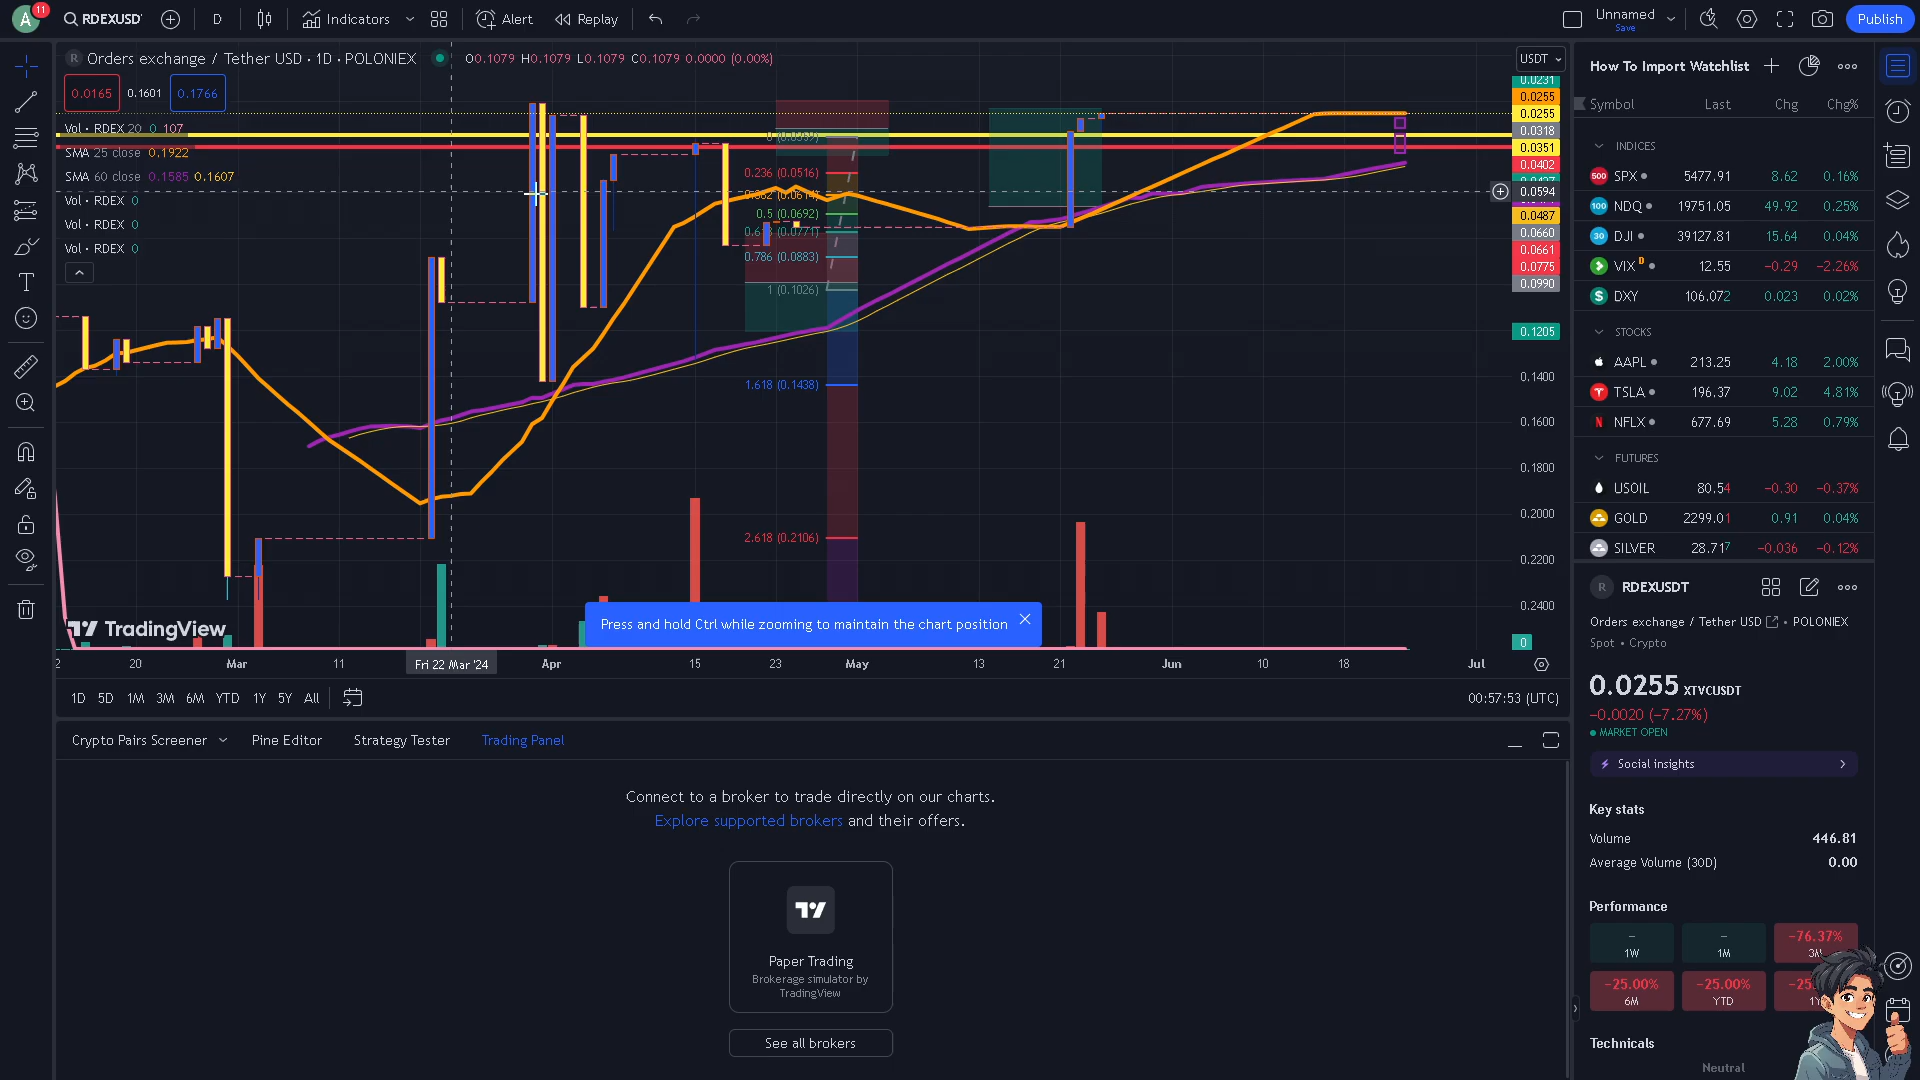 A
11
RDEXUSD'
D
Indicators
Alert
Replay
Unnamed
Save
Publish
R Orders exchange / Tether USD · 1D · POLONIEX
O0.1079 H0.1079 L0.1079 C0.1079 0.0000 (0.00%)
USDT
0.0165
0.1601
0.1766
Vol · RDEX 20 0 107
SMA 25 close 0.1922
SMA 60 close 0.1585 0.1607
Vol · RDEX 0
Vol · RDEX 0
Vol · RDEX 0
0 (0.0359)
0.236 (0.0516)
0.5 (0.0692)
0.786 (0.0883)
1 (0.1026)
1.618 (0.1438)
2.618 (0.2106)
0.0231
0.0255
0.0255
0.0318
0.0351
0.0402
0.0594
0.0487
0.0660
0.0661
0.0775
0.0990
0.1205
0.1400
0.1600
0.1800
0.2000
0.2200
0.2400
0
TradingView
Press and hold Ctrl while zooming to maintain the chart position
2
20
Mar
11
Fri 22 Mar '24
Apr
15
23
May
13
21
Jun
10
18
Jul
1D 5D 1M 3M 6M YTD 1Y 5Y All
00:57:53 (UTC)
Crypto Pairs Screener
Pine Editor
Strategy Tester
Trading Panel
Connect to a broker to trade directly on our charts.
Explore supported brokers and their offers.
Paper Trading
Brokerage simulator by
TradingView
See all brokers
How To Import Watchlist
Symbol Last Chg Chg%
INDICES
500 SPX 5477.91 8.62 0.16%
100 NDQ 19751.05 49.92 0.25%
30 DJI 39127.81 15.64 0.04%
VIX D 12.55 −0.29 −2.26%
$ DXY 106.072 0.023 0.02%
STOCKS
AAPL 213.25 4.18 2.00%
TSLA 196.37 9.02 4.81%
N NFLX 677.69 5.28 0.79%
FUTURES
USOIL 80.54 −0.30 −0.37%
GOLD 2299.01 0.91 0.04%
SILVER 28.717 −0.036 −0.12%
R RDEXUSDT
Orders exchange / Tether USD • POLONIEX
Spot • Crypto
0.0255 XTVCUSDT
−0.0020 (−7.27%)
MARKET OPEN
Social insights
Key stats
Volume 446.81
Average Volume (30D) 0.00
Performance
–
1W
–
1M
−76.37%
3M
−25.00%
6M
−25.00%
YTD
−25
1Y
Technicals
Neutral